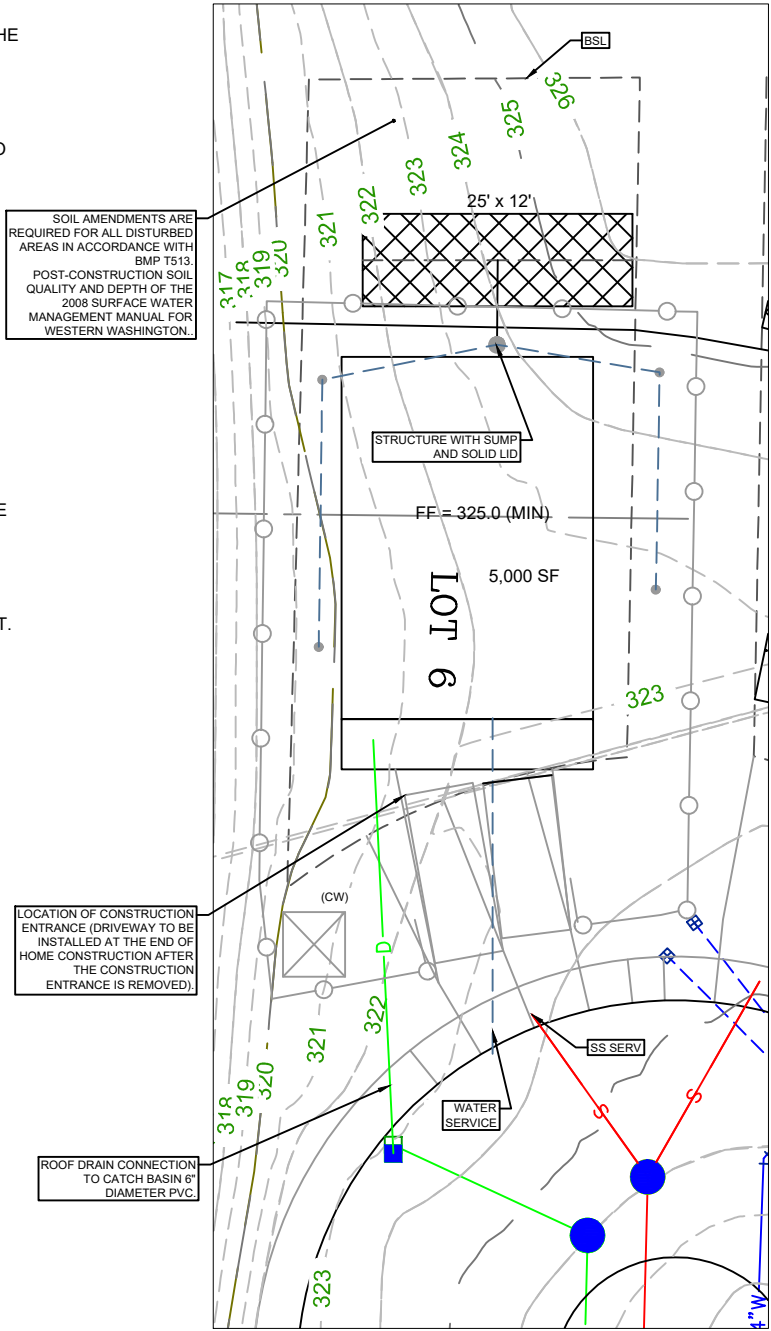 HE
BSL
326
325
324
323
322
321
320
319
318
317
D
25' x 12'
SOIL AMENDMENTS ARE
REQUIRED FOR ALL DISTURBED
AREAS IN ACCORDANCE WITH
BMP T513.
POST-CONSTRUCTION SOIL
QUALITY AND DEPTH OF THE
2008 SURFACE WATER
MANAGEMENT MANUAL FOR
WESTERN WASHINGTON..
STRUCTURE WITH SUMP
AND SOLID LID
E
FF = 325.0 (MIN)
5,000 SF
LOT 6
T.
323
(CW)
LOCATION OF CONSTRUCTION
ENTRANCE (DRIVEWAY TO BE
INSTALLED AT THE END OF
HOME CONSTRUCTION AFTER
THE CONSTRUCTION
ENTRANCE IS REMOVED).
D
322
321
320
319
318
SS SERV
WATER
SERVICE
S
S
ROOF DRAIN CONNECTION
TO CATCH BASIN 6"
DIAMETER PVC.
323
4"W